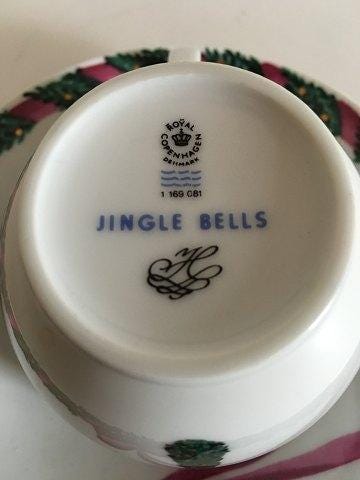 ROYAL
COPENHAGEN
DENMARK
1 169 081
JINGLE BELLS